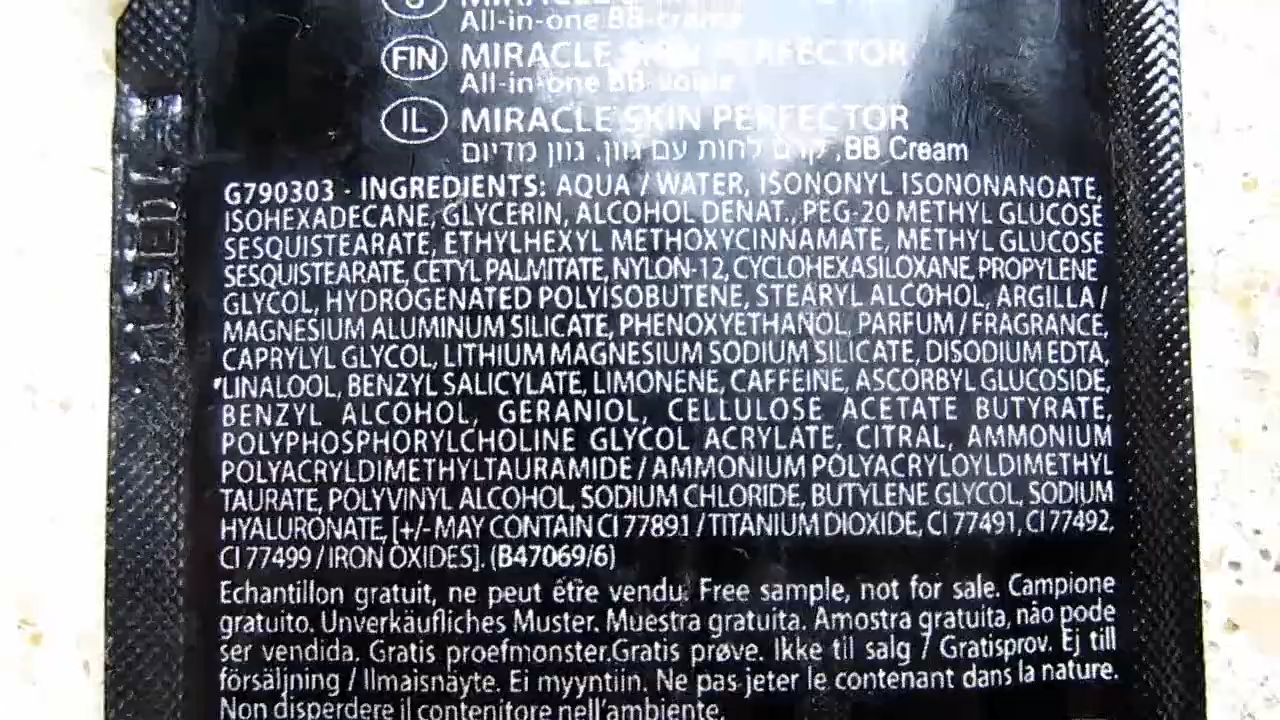 All-in-one BB-creme
FIN MIRACLE SKIN PERFECTOR
All-in-one BB-voide
IL MIRACLE SKIN PERFECTOR
BB Cream, קרם לחות עם גוון, גוון מדיום
G790303 - INGREDIENTS: AQUA / WATER, ISONONYL ISONONANOATE,
ISOHEXADECANE, GLYCERIN, ALCOHOL DENAT., PEG-20 METHYL GLUCOSE
SESQUISTEARATE, ETHYLHEXYL METHOXYCINNAMATE, METHYL GLUCOSE
SESQUISTEARATE, CETYL PALMITATE, NYLON-12, CYCLOHEXASILOXANE, PROPYLENE
GLYCOL, HYDROGENATED POLYISOBUTENE, STEARYL ALCOHOL, ARGILLA /
MAGNESIUM ALUMINUM SILICATE, PHENOXYETHANOL, PARFUM / FRAGRANCE,
CAPRYLYL GLYCOL, LITHIUM MAGNESIUM SODIUM SILICATE, DISODIUM EDTA,
LINALOOL, BENZYL SALICYLATE, LIMONENE, CAFFEINE, ASCORBYL GLUCOSIDE,
BENZYL ALCOHOL, GERANIOL, CELLULOSE ACETATE BUTYRATE,
POLYPHOSPHORYLCHOLINE GLYCOL ACRYLATE, CITRAL, AMMONIUM
POLYACRYLDIMETHYLTAURAMIDE / AMMONIUM POLYACRYLOYLDIMETHYL
TAURATE, POLYVINYL ALCOHOL, SODIUM CHLORIDE, BUTYLENE GLYCOL, SODIUM
HYALURONATE, [+/- MAY CONTAIN CI 77891 / TITANIUM DIOXIDE, CI 77491, CI 77492,
CI 77499 / IRON OXIDES]. (B47069/6)
Echantillon gratuit, ne peut être vendu. Free sample, not for sale. Campione
gratuito. Unverkäufliches Muster. Muestra gratuita. Amostra gratuita, não pode
ser vendida. Gratis proefmonster.Gratis prøve. Ikke til salg / Gratisprov. Ej till
försäljning / Ilmaisnäyte. Ei myyntiin. Ne pas jeter le contenant dans la nature.
Non disperdere il contenitore nell'ambiente.